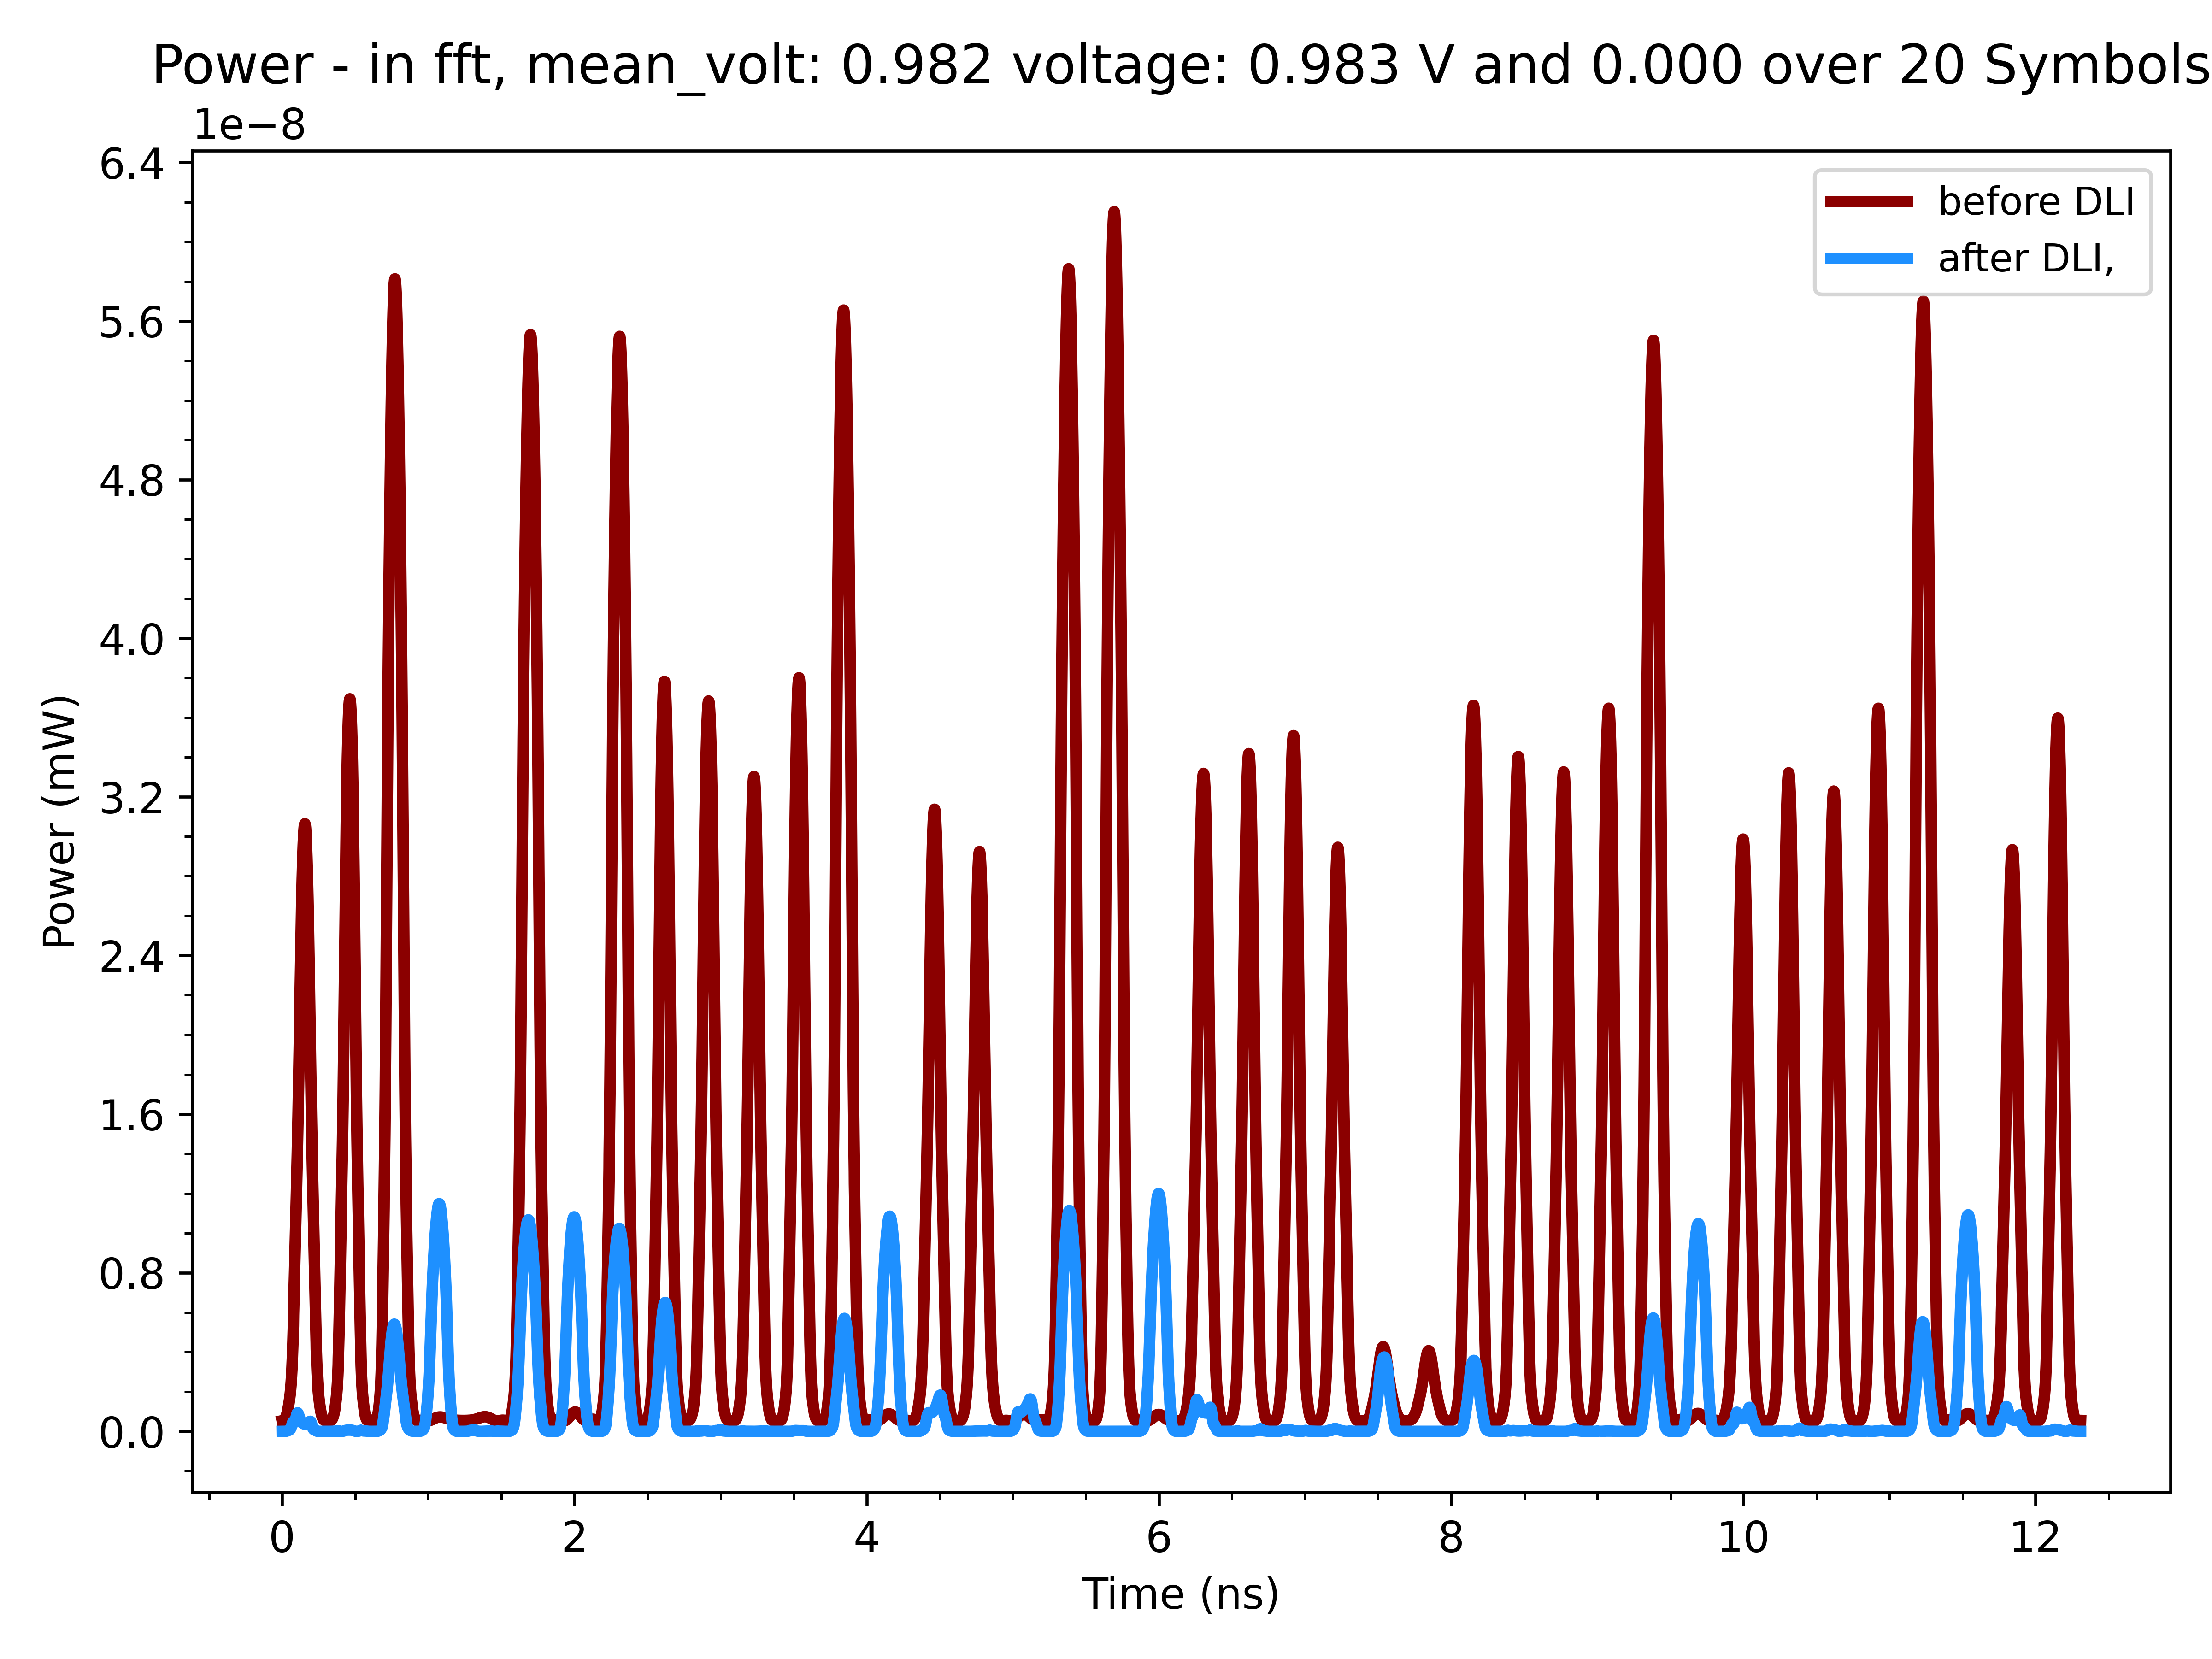 Power - in fft, mean_volt: 0.982 voltage: 0.983 V and 0.000 over 20 Symbols
1e−8
6.4
5.6
4.8
4.0
3.2
2.4
1.6
0.8
0.0
Power (mW)
before DLI
after DLI,
0 2 4 6 8 10 12
Time (ns)